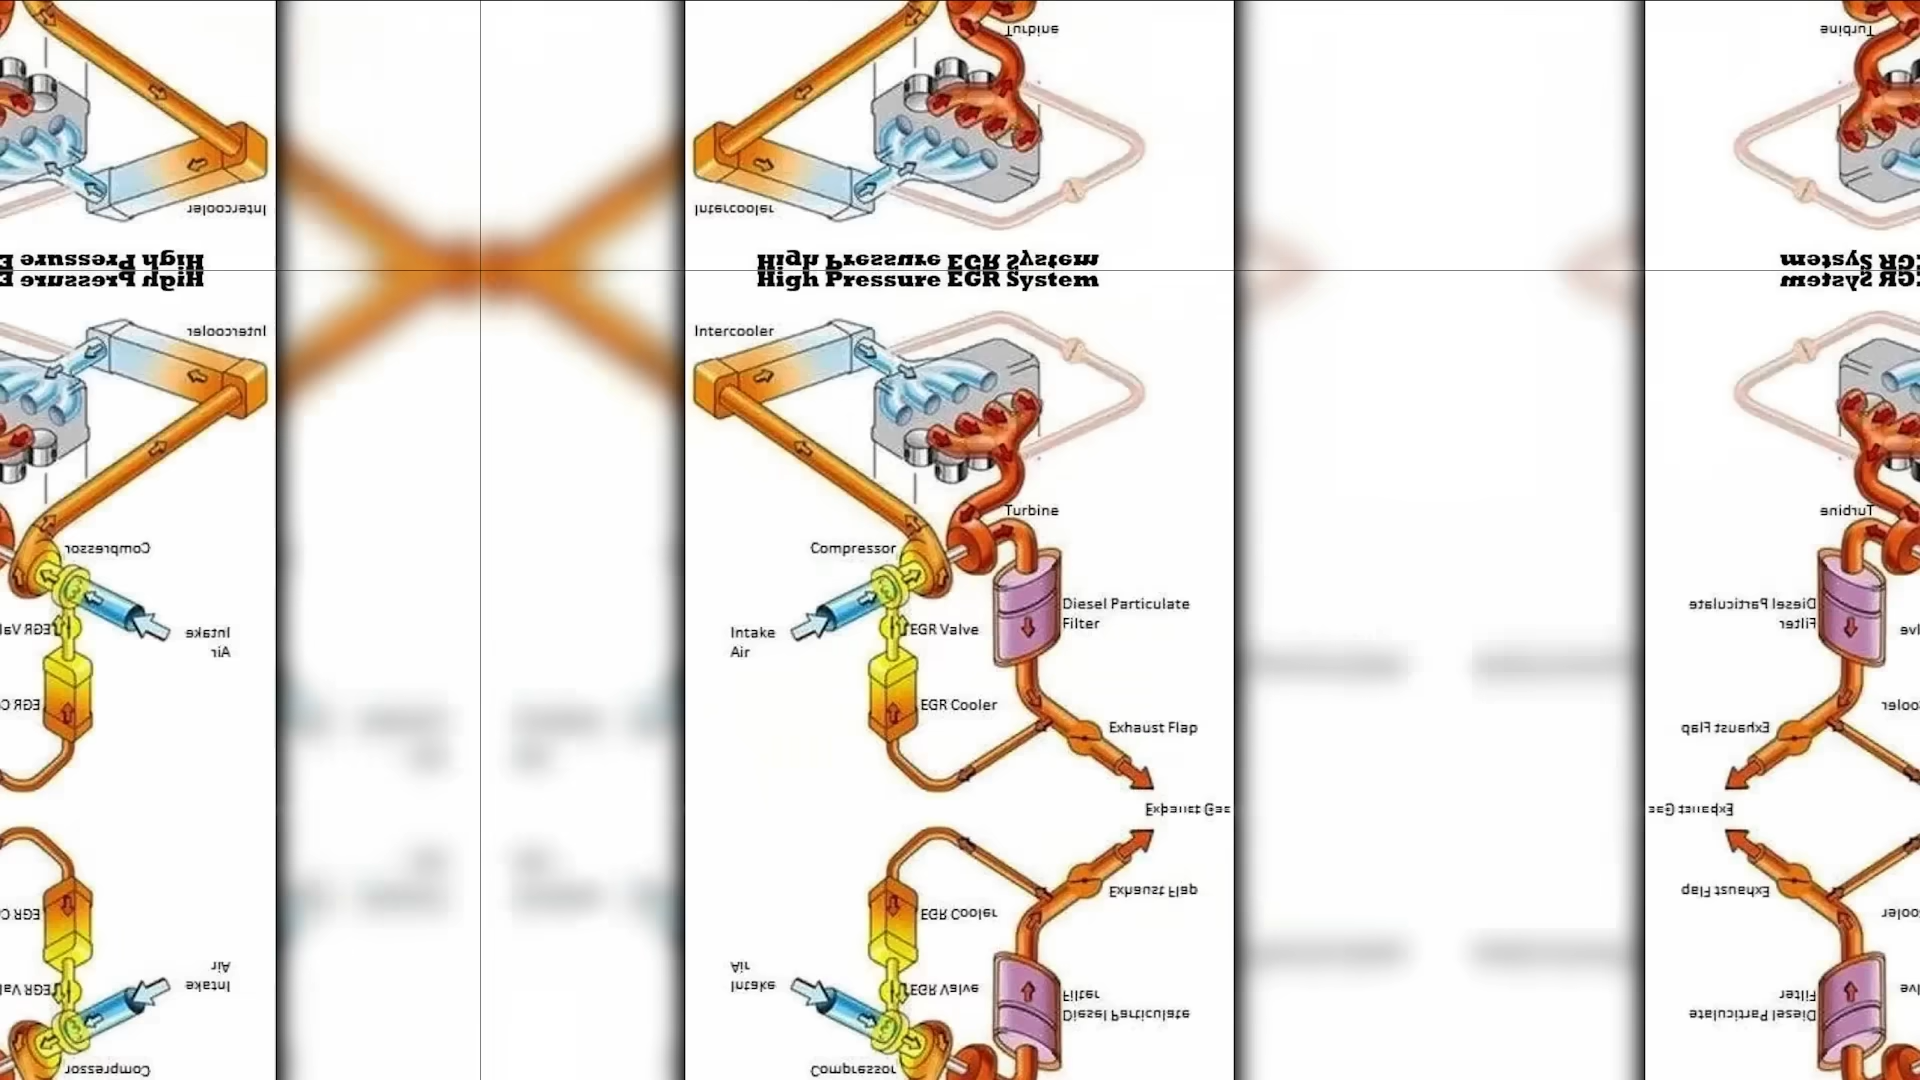 Turbine
Intercooler
High Pressure EGR System
High Pressure EGR System
Intercooler
Turbine
Compressor
Diesel Particulate
Filter
Intake
Air
EGR Valve
EGR Cooler
Exhaust Flap
Exhaust Gas
Exhaust Flap
EGR Cooler
Air
Intake
EGR Valve
Filter
Diesel Particulate
Compressor